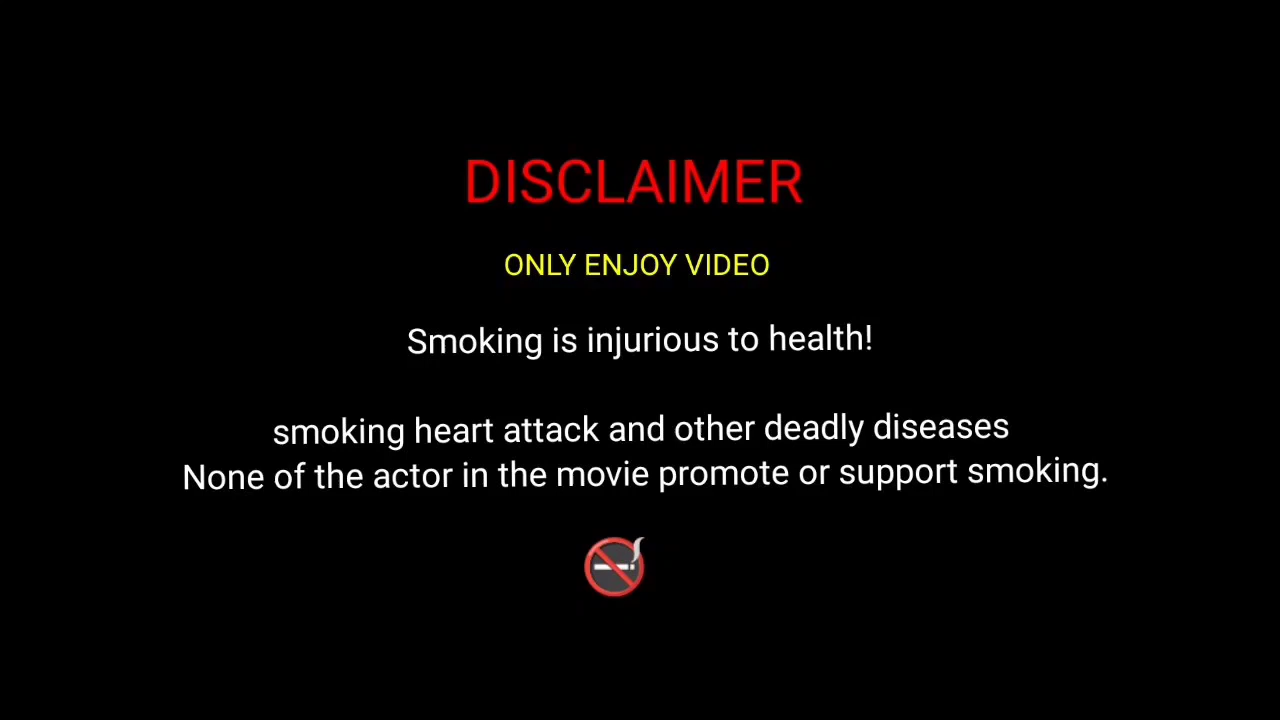 DISCLAIMER
ONLY ENJOY VIDEO
Smoking is injurious to health!
smoking heart attack and other deadly diseases
None of the actor in the movie promote or support smoking.